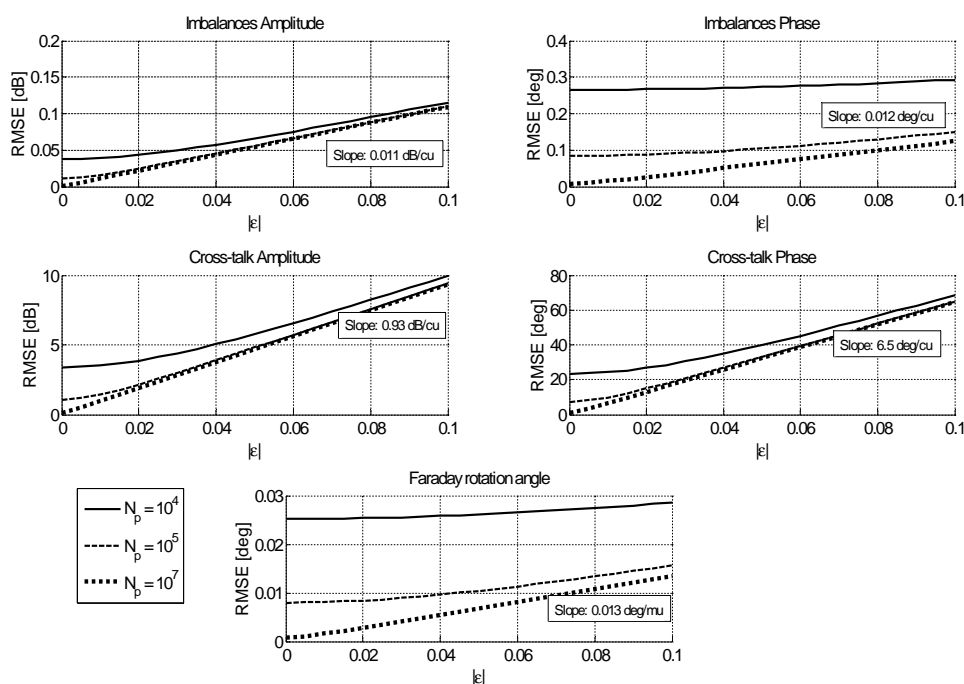 Imbalances Amplitude
0.2
0.15
0.1
0.05
0
RMSE [dB]
Slope: 0.011 dB/cu
0 0.02 0.04 0.06 0.08 0.1
|ε|
Imbalances Phase
0.4
0.3
0.2
0.1
0
RMSE [deg]
Slope: 0.012 deg/cu
0 0.02 0.04 0.06 0.08 0.1
|ε|
Cross-talk Amplitude
10
5
0
RMSE [dB]
Slope: 0.93 dB/cu
0 0.02 0.04 0.06 0.08 0.1
|ε|
Cross-talk Phase
80
60
40
20
0
RMSE [deg]
Slope: 6.5 deg/cu
0 0.02 0.04 0.06 0.08 0.1
|ε|
N_p = 10^4
N_p = 10^5
N_p = 10^7
Faraday rotation angle
0.03
0.02
0.01
0
RMSE [deg]
Slope: 0.013 deg/mu
0 0.02 0.04 0.06 0.08 0.1
|ε|